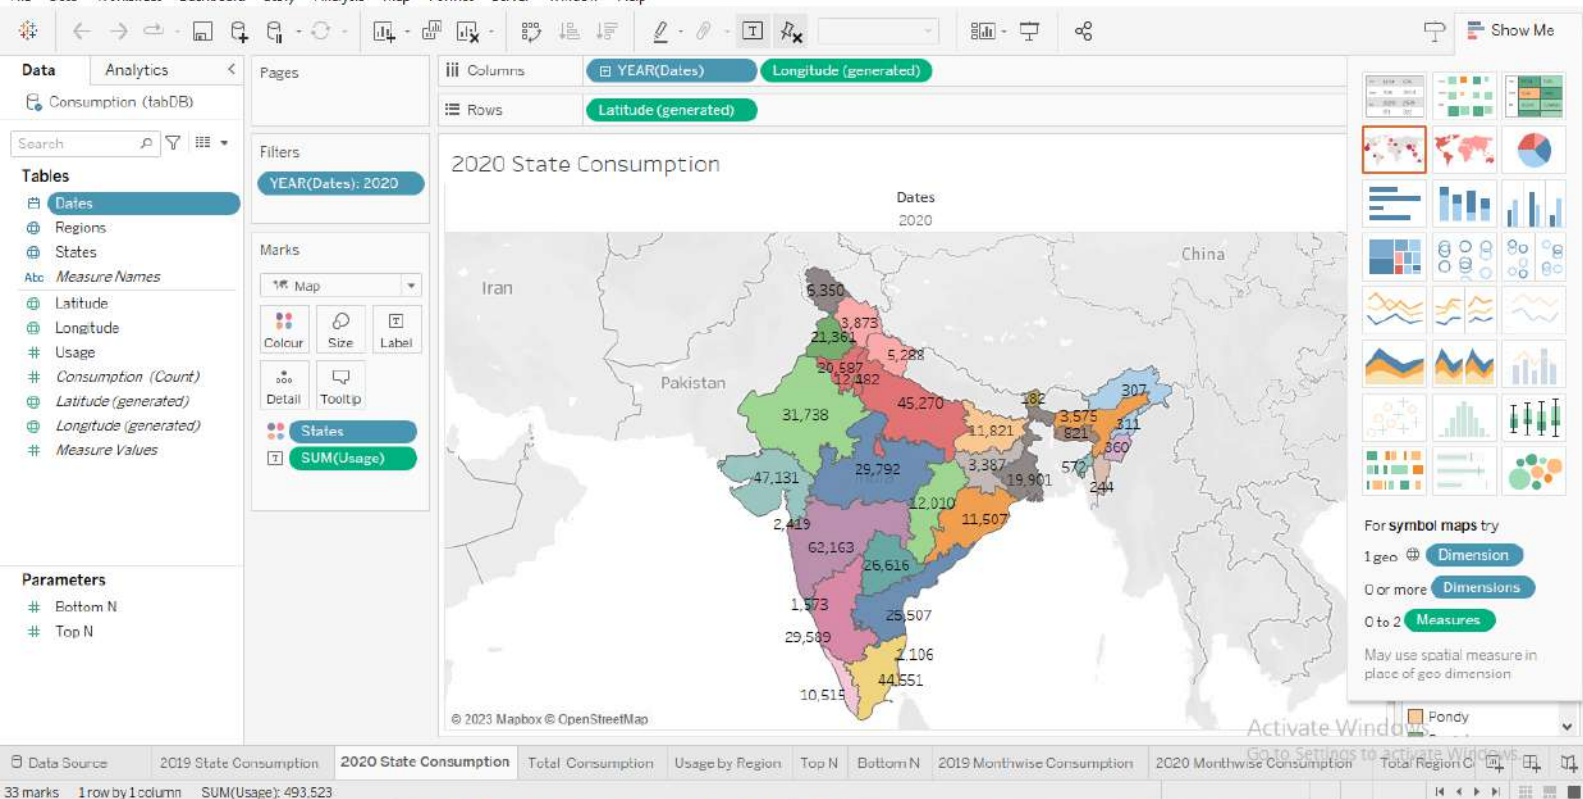 Show Me
Data
Analytics
Pages
Columns
YEAR(Dates)
Longitude (generated)
Consumption (tabDB)
Rows
Latitude (generated)
Search
Filters
YEAR(Dates): 2020
2020 State Consumption
Tables
Dates
Regions
States
Abc Measure Names
Latitude
Longitude
Usage
Consumption (Count)
Latitude (generated)
Longitude (generated)
Measure Values
Marks
Map
Colour
Size
Label
Detail
Tooltip
States
SUM(Usage)
Dates
2020
Iran
China
Pakistan
5,350
3,873
21,361
5,288
20,587
45,270
31,738
182
307
3,575
11,821
311
921
360
29,792
3,387
572
47,131
19,901
244
12,010
2,419
11,507
62,163
26,616
1,573
25,507
29,589
44,551
10,515
© 2023 Mapbox © OpenStreetMap
Parameters
Bottom N
Top N
For symbol maps try
1 geo Dimension
0 or more Dimensions
0 to 2 Measures
May use spatial measure in
place of geo dimension
Pondy
Activate Windows
Go to Settings to activate Windows.
Data Source
2019 State Consumption
2020 State Consumption
Total Consumption
Usage by Region
Top N
Bottom N
2019 Monthwise Consumption
2020 Monthwise Consumption
Total Region C
33 marks
1 row by 1 column
SUM(Usage): 493,523